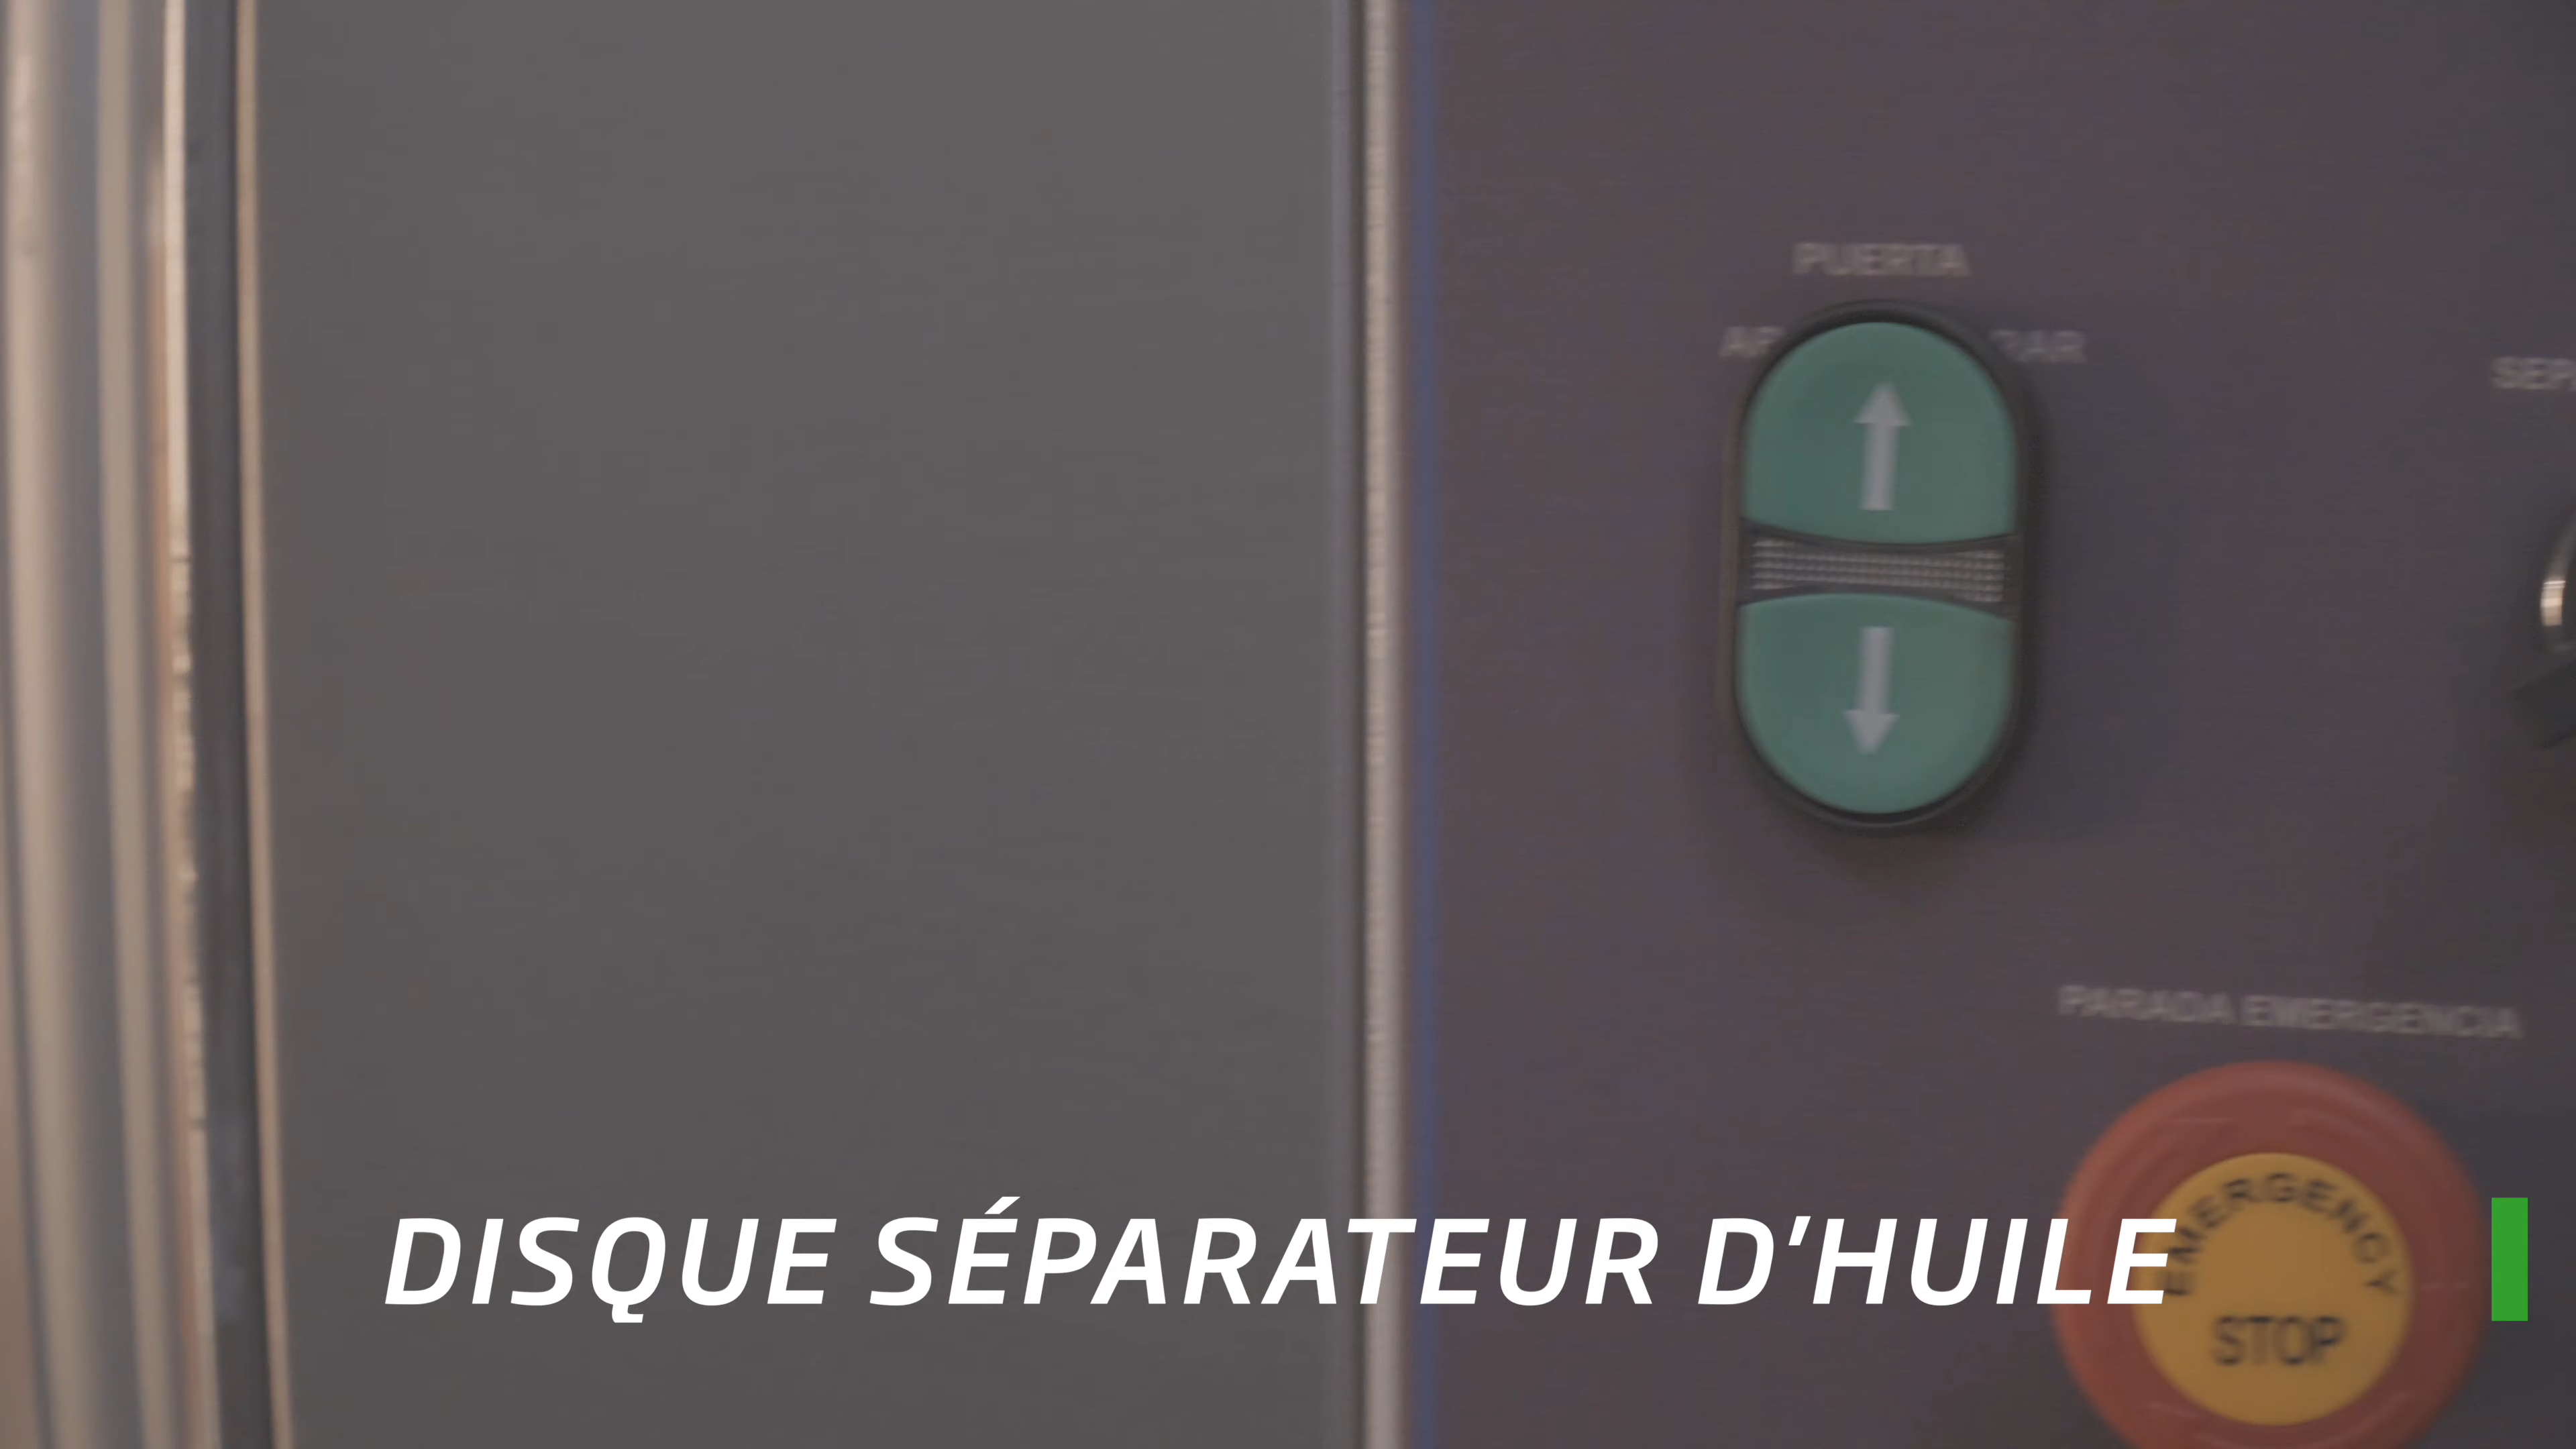 PUERTA
PARADA EMERGENCIA
EMERGENCY
STOP
DISQUE SÉPARATEUR D’HUILE